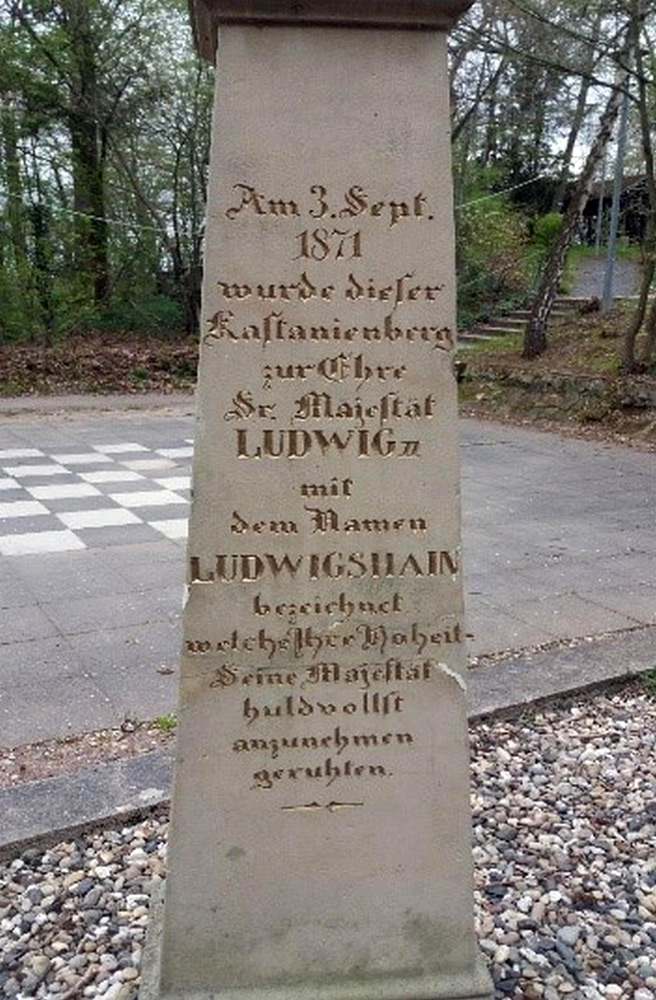 Am 3. Sept.
1871
wurde dieſer
Kaſtanienberg
zur Ehre
Sr. Majeſtät
LUDWIG II
mit
dem Namen
LUDWIGSHAIN
bezeichnet
welche Ihre Hoheit-
Seine Majeſtät
huldvollſt
anzunehmen
geruhten.